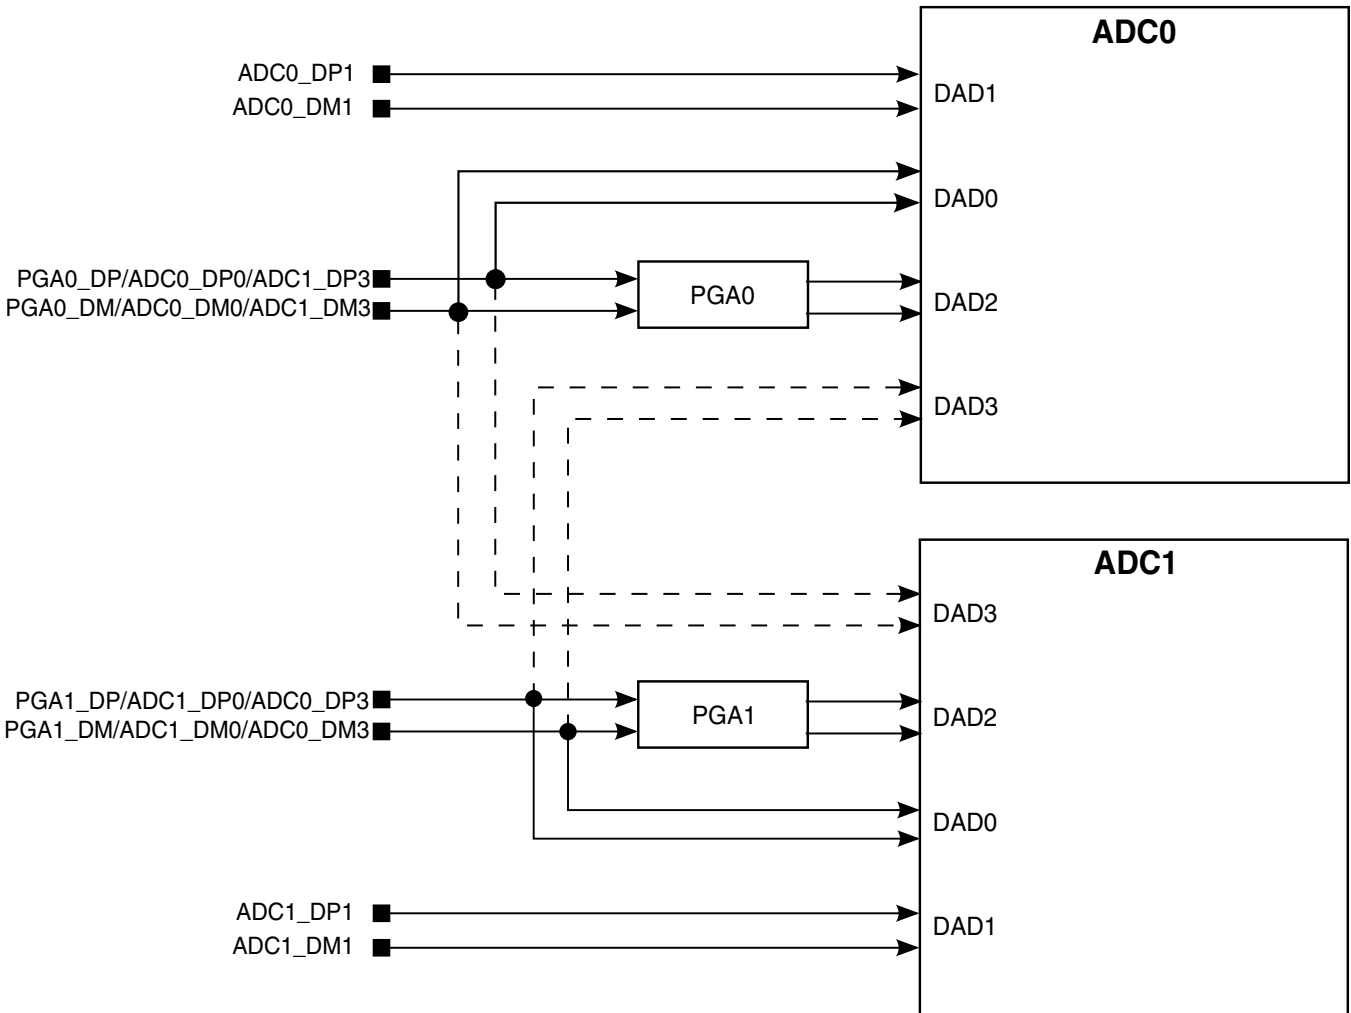 ADC0
ADC0_DP1
DAD1
ADC0_DM1
DAD0
PGA0_DP/ADC0_DP0/ADC1_DP3
PGA0
PGA0_DM/ADC0_DM0/ADC1_DM3
DAD2
DAD3
ADC1
DAD3
PGA1_DP/ADC1_DP0/ADC0_DP3
PGA1
DAD2
PGA1_DM/ADC1_DM0/ADC0_DM3
DAD0
ADC1_DP1
DAD1
ADC1_DM1